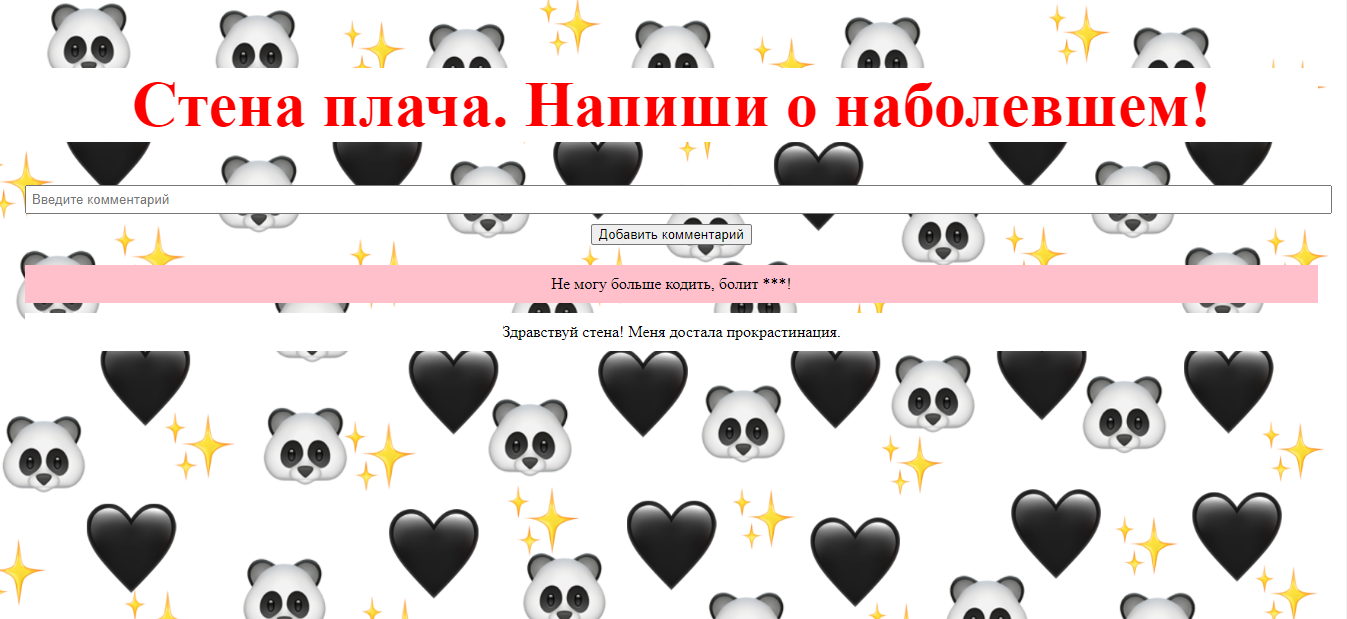 Стена плача. Напиши о наболевшем!
Введите комментарий
Добавить комментарий
Не могу больше кодить, болит ***!
Здравствуй стена! Меня достала прокрастинация.